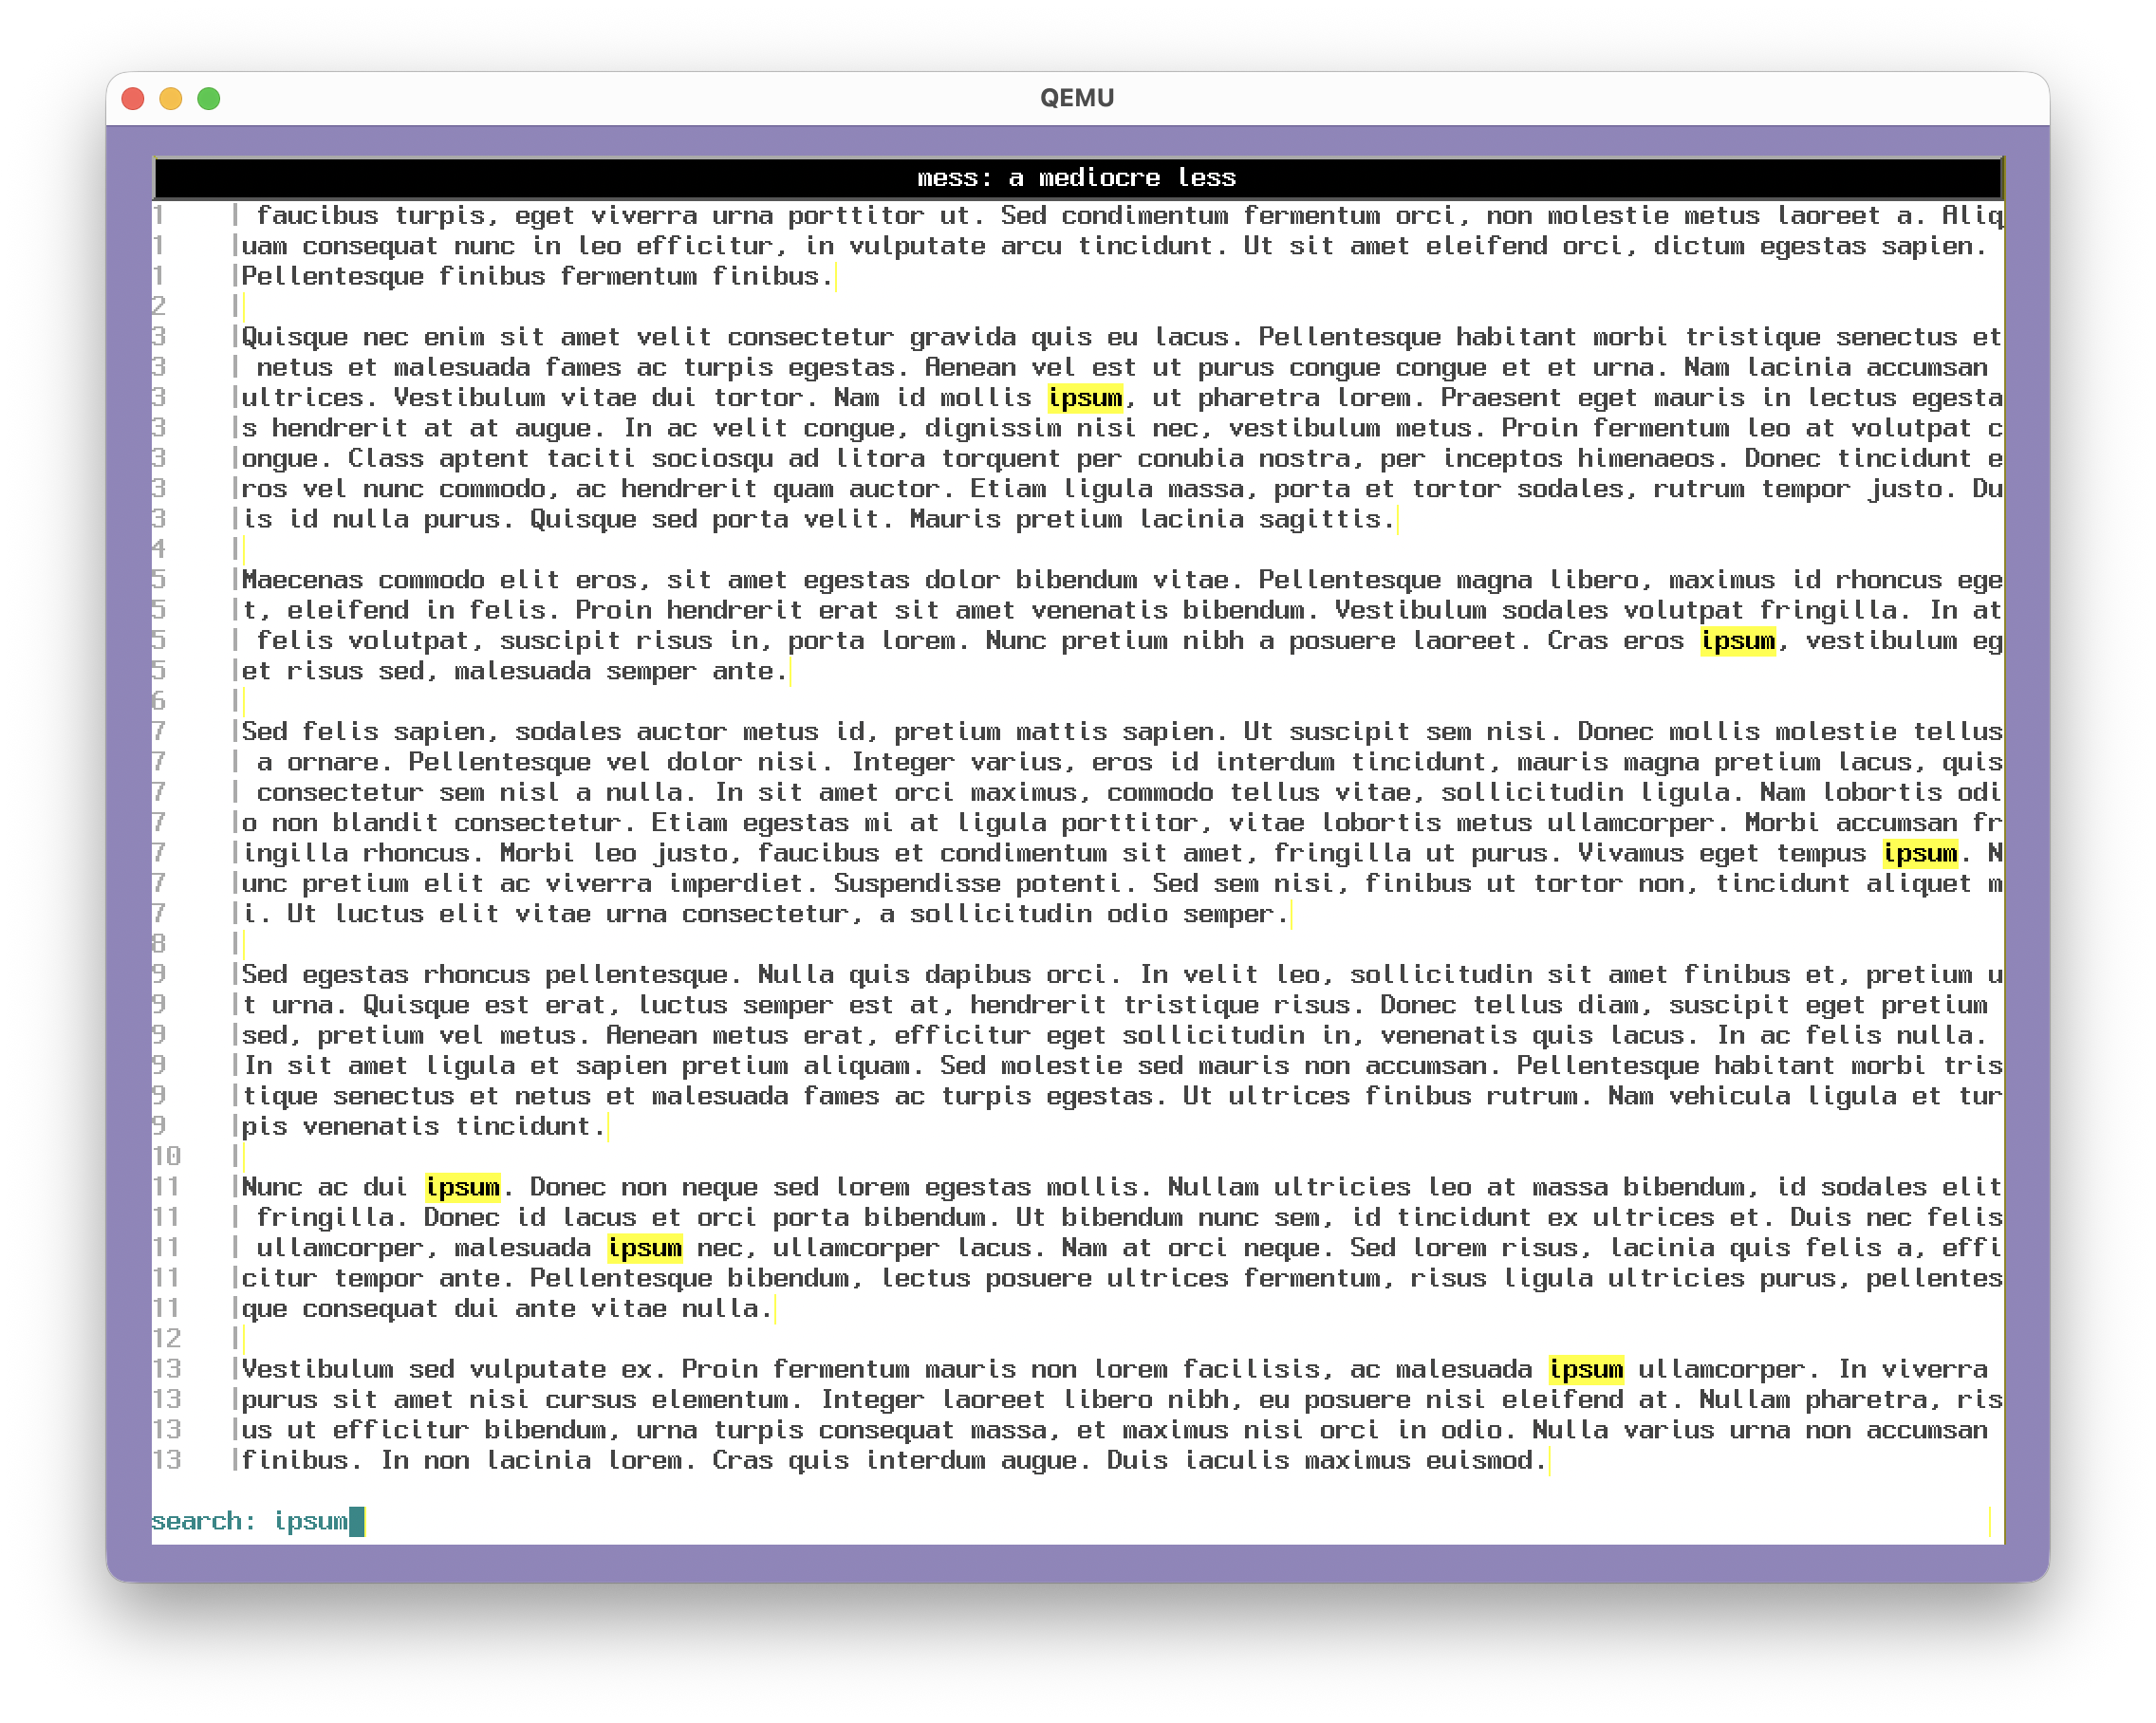 QEMU
mess: a mediocre less
1    | faucibus turpis, eget viverra urna porttitor ut. Sed condimentum fermentum orci, non molestie metus laoreet a. Aliq
1    |uam consequat nunc in leo efficitur, in vulputate arcu tincidunt. Ut sit amet eleifend orci, dictum egestas sapien.
1    |Pellentesque finibus fermentum finibus.
2    |
3    |Quisque nec enim sit amet velit consectetur gravida quis eu lacus. Pellentesque habitant morbi tristique senectus et
3    | netus et malesuada fames ac turpis egestas. Aenean vel est ut purus congue congue et et urna. Nam lacinia accumsan
3    |ultrices. Vestibulum vitae dui tortor. Nam id mollis ipsum, ut pharetra lorem. Praesent eget mauris in lectus egesta
3    |s hendrerit at at augue. In ac velit congue, dignissim nisi nec, vestibulum metus. Proin fermentum leo at volutpat c
3    |ongue. Class aptent taciti sociosqu ad litora torquent per conubia nostra, per inceptos himenaeos. Donec tincidunt e
3    |ros vel nunc commodo, ac hendrerit quam auctor. Etiam ligula massa, porta et tortor sodales, rutrum tempor justo. Du
3    |is id nulla purus. Quisque sed porta velit. Mauris pretium lacinia sagittis.
4    |
5    |Maecenas commodo elit eros, sit amet egestas dolor bibendum vitae. Pellentesque magna libero, maximus id rhoncus ege
5    |t, eleifend in felis. Proin hendrerit erat sit amet venenatis bibendum. Vestibulum sodales volutpat fringilla. In at
5    | felis volutpat, suscipit risus in, porta lorem. Nunc pretium nibh a posuere laoreet. Cras eros ipsum, vestibulum eg
5    |et risus sed, malesuada semper ante.
6    |
7    |Sed felis sapien, sodales auctor metus id, pretium mattis sapien. Ut suscipit sem nisi. Donec mollis molestie tellus
7    | a ornare. Pellentesque vel dolor nisi. Integer varius, eros id interdum tincidunt, mauris magna pretium lacus, quis
7    | consectetur sem nisl a nulla. In sit amet orci maximus, commodo tellus vitae, sollicitudin ligula. Nam lobortis odi
7    |o non blandit consectetur. Etiam egestas mi at ligula porttitor, vitae lobortis metus ullamcorper. Morbi accumsan fr
7    |ingilla rhoncus. Morbi leo justo, faucibus et condimentum sit amet, fringilla ut purus. Vivamus eget tempus ipsum. N
7    |unc pretium elit ac viverra imperdiet. Suspendisse potenti. Sed sem nisi, finibus ut tortor non, tincidunt aliquet m
7    |i. Ut luctus elit vitae urna consectetur, a sollicitudin odio semper.
8    |
9    |Sed egestas rhoncus pellentesque. Nulla quis dapibus orci. In velit leo, sollicitudin sit amet finibus et, pretium u
9    |t urna. Quisque est erat, luctus semper est at, hendrerit tristique risus. Donec tellus diam, suscipit eget pretium
9    |sed, pretium vel metus. Aenean metus erat, efficitur eget sollicitudin in, venenatis quis lacus. In ac felis nulla.
9    |In sit amet ligula et sapien pretium aliquam. Sed molestie sed mauris non accumsan. Pellentesque habitant morbi tris
9    |tique senectus et netus et malesuada fames ac turpis egestas. Ut ultrices finibus rutrum. Nam vehicula ligula et tur
9    |pis venenatis tincidunt.
10   |
11   |Nunc ac dui ipsum. Donec non neque sed lorem egestas mollis. Nullam ultricies leo at massa bibendum, id sodales elit
11   | fringilla. Donec id lacus et orci porta bibendum. Ut bibendum nunc sem, id tincidunt ex ultrices et. Duis nec felis
11   | ullamcorper, malesuada ipsum nec, ullamcorper lacus. Nam at orci neque. Sed lorem risus, lacinia quis felis a, effi
11   |citur tempor ante. Pellentesque bibendum, lectus posuere ultrices fermentum, risus ligula ultricies purus, pellentes
11   |que consequat dui ante vitae nulla.
12   |
13   |Vestibulum sed vulputate ex. Proin fermentum mauris non lorem facilisis, ac malesuada ipsum ullamcorper. In viverra
13   |purus sit amet nisi cursus elementum. Integer laoreet libero nibh, eu posuere nisi eleifend at. Nullam pharetra, ris
13   |us ut efficitur bibendum, urna turpis consequat massa, et maximus nisi orci in odio. Nulla varius urna non accumsan
13   |finibus. In non lacinia lorem. Cras quis interdum augue. Duis iaculis maximus euismod.
search: ipsum